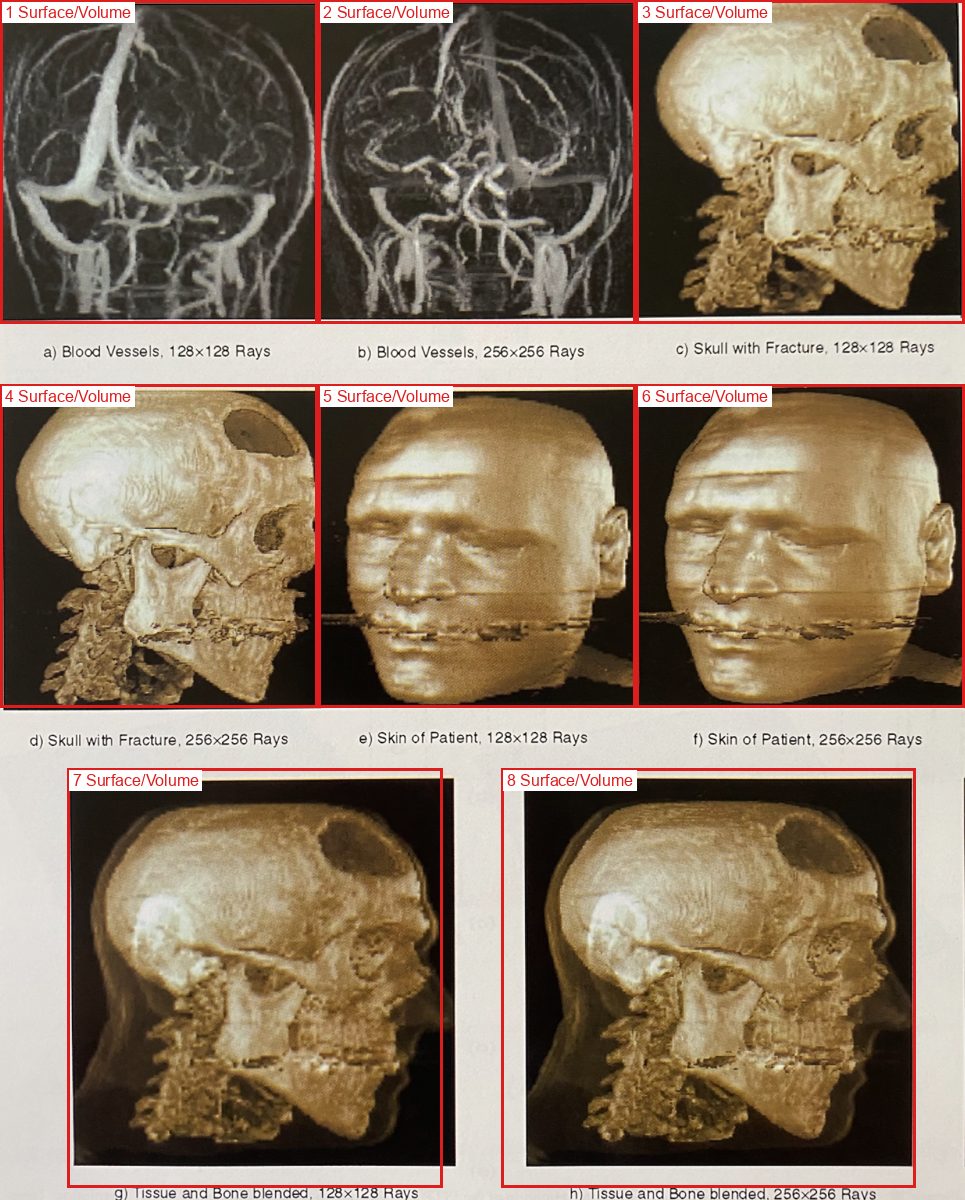 1 Surface/Volume
2 Surface/Volume
3 Surface/Volume
a) Blood Vessels, 128×128 Rays
b) Blood Vessels, 256×256 Rays
c) Skull with Fracture, 128×128 Rays
4 Surface/Volume
5 Surface/Volume
6 Surface/Volume
d) Skull with Fracture, 256×256 Rays
e) Skin of Patient, 128×128 Rays
f) Skin of Patient, 256×256 Rays
7 Surface/Volume
8 Surface/Volume
g) Tissue and Bone blended, 128×128 Rays
h) Tissue and Bone blended, 256×256 Rays